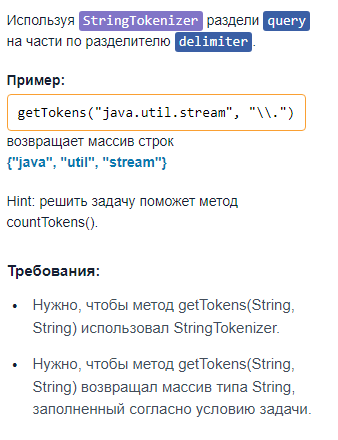 Используя StringTokenizer раздели query
на части по разделителю delimiter.
Пример:
getTokens("java.util.stream", "\\.")
возвращает массив строк
{"java", "util", "stream"}
Hint: решить задачу поможет метод
countTokens().
Требования:
• Нужно, чтобы метод getTokens(String,
String) использовал StringTokenizer.
• Нужно, чтобы метод getTokens(String,
String) возвращал массив типа String,
заполненный согласно условию задачи.